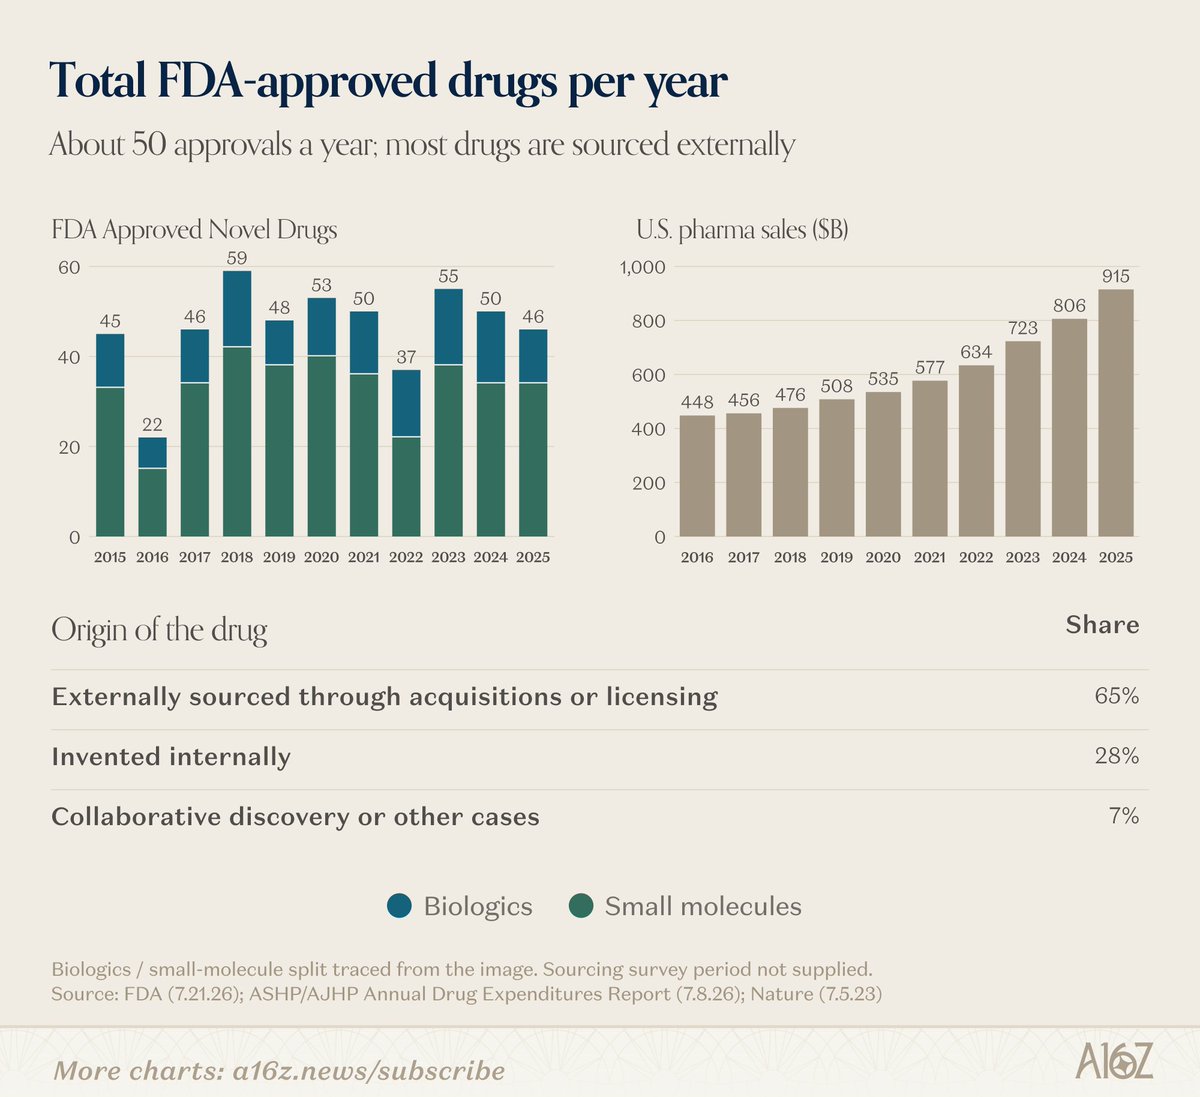 Total FDA-approved drugs per year
About 50 approvals a year; most drugs are sourced externally
FDA Approved Novel Drugs
60
40
20
0
45
22
46
59
48
53
50
37
55
50
46
2015 2016 2017 2018 2019 2020 2021 2022 2023 2024 2025
U.S. pharma sales ($B)
1,000
800
600
400
200
0
448
456
476
508
535
577
634
723
806
915
2016 2017 2018 2019 2020 2021 2022 2023 2024 2025
Origin of the drug Share
Externally sourced through acquisitions or licensing 65%
Invented internally 28%
Collaborative discovery or other cases 7%
Biologics Small molecules
Biologics / small-molecule split traced from the image. Sourcing survey period not supplied.
Source: FDA (7.21.26); ASHP/AJHP Annual Drug Expenditures Report (7.8.26); Nature (7.5.23)
More charts: a16z.news/subscribe
A16Z